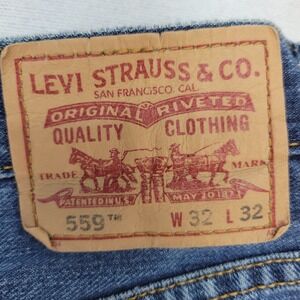 LEVI STRAUSS & CO.
SAN FRANCISCO, CAL.
ORIGINAL RIVETED
QUALITY CLOTHING
TRADE MARK
PATENTED IN U.S. MAY 20 1873
559™ W 32 L 32